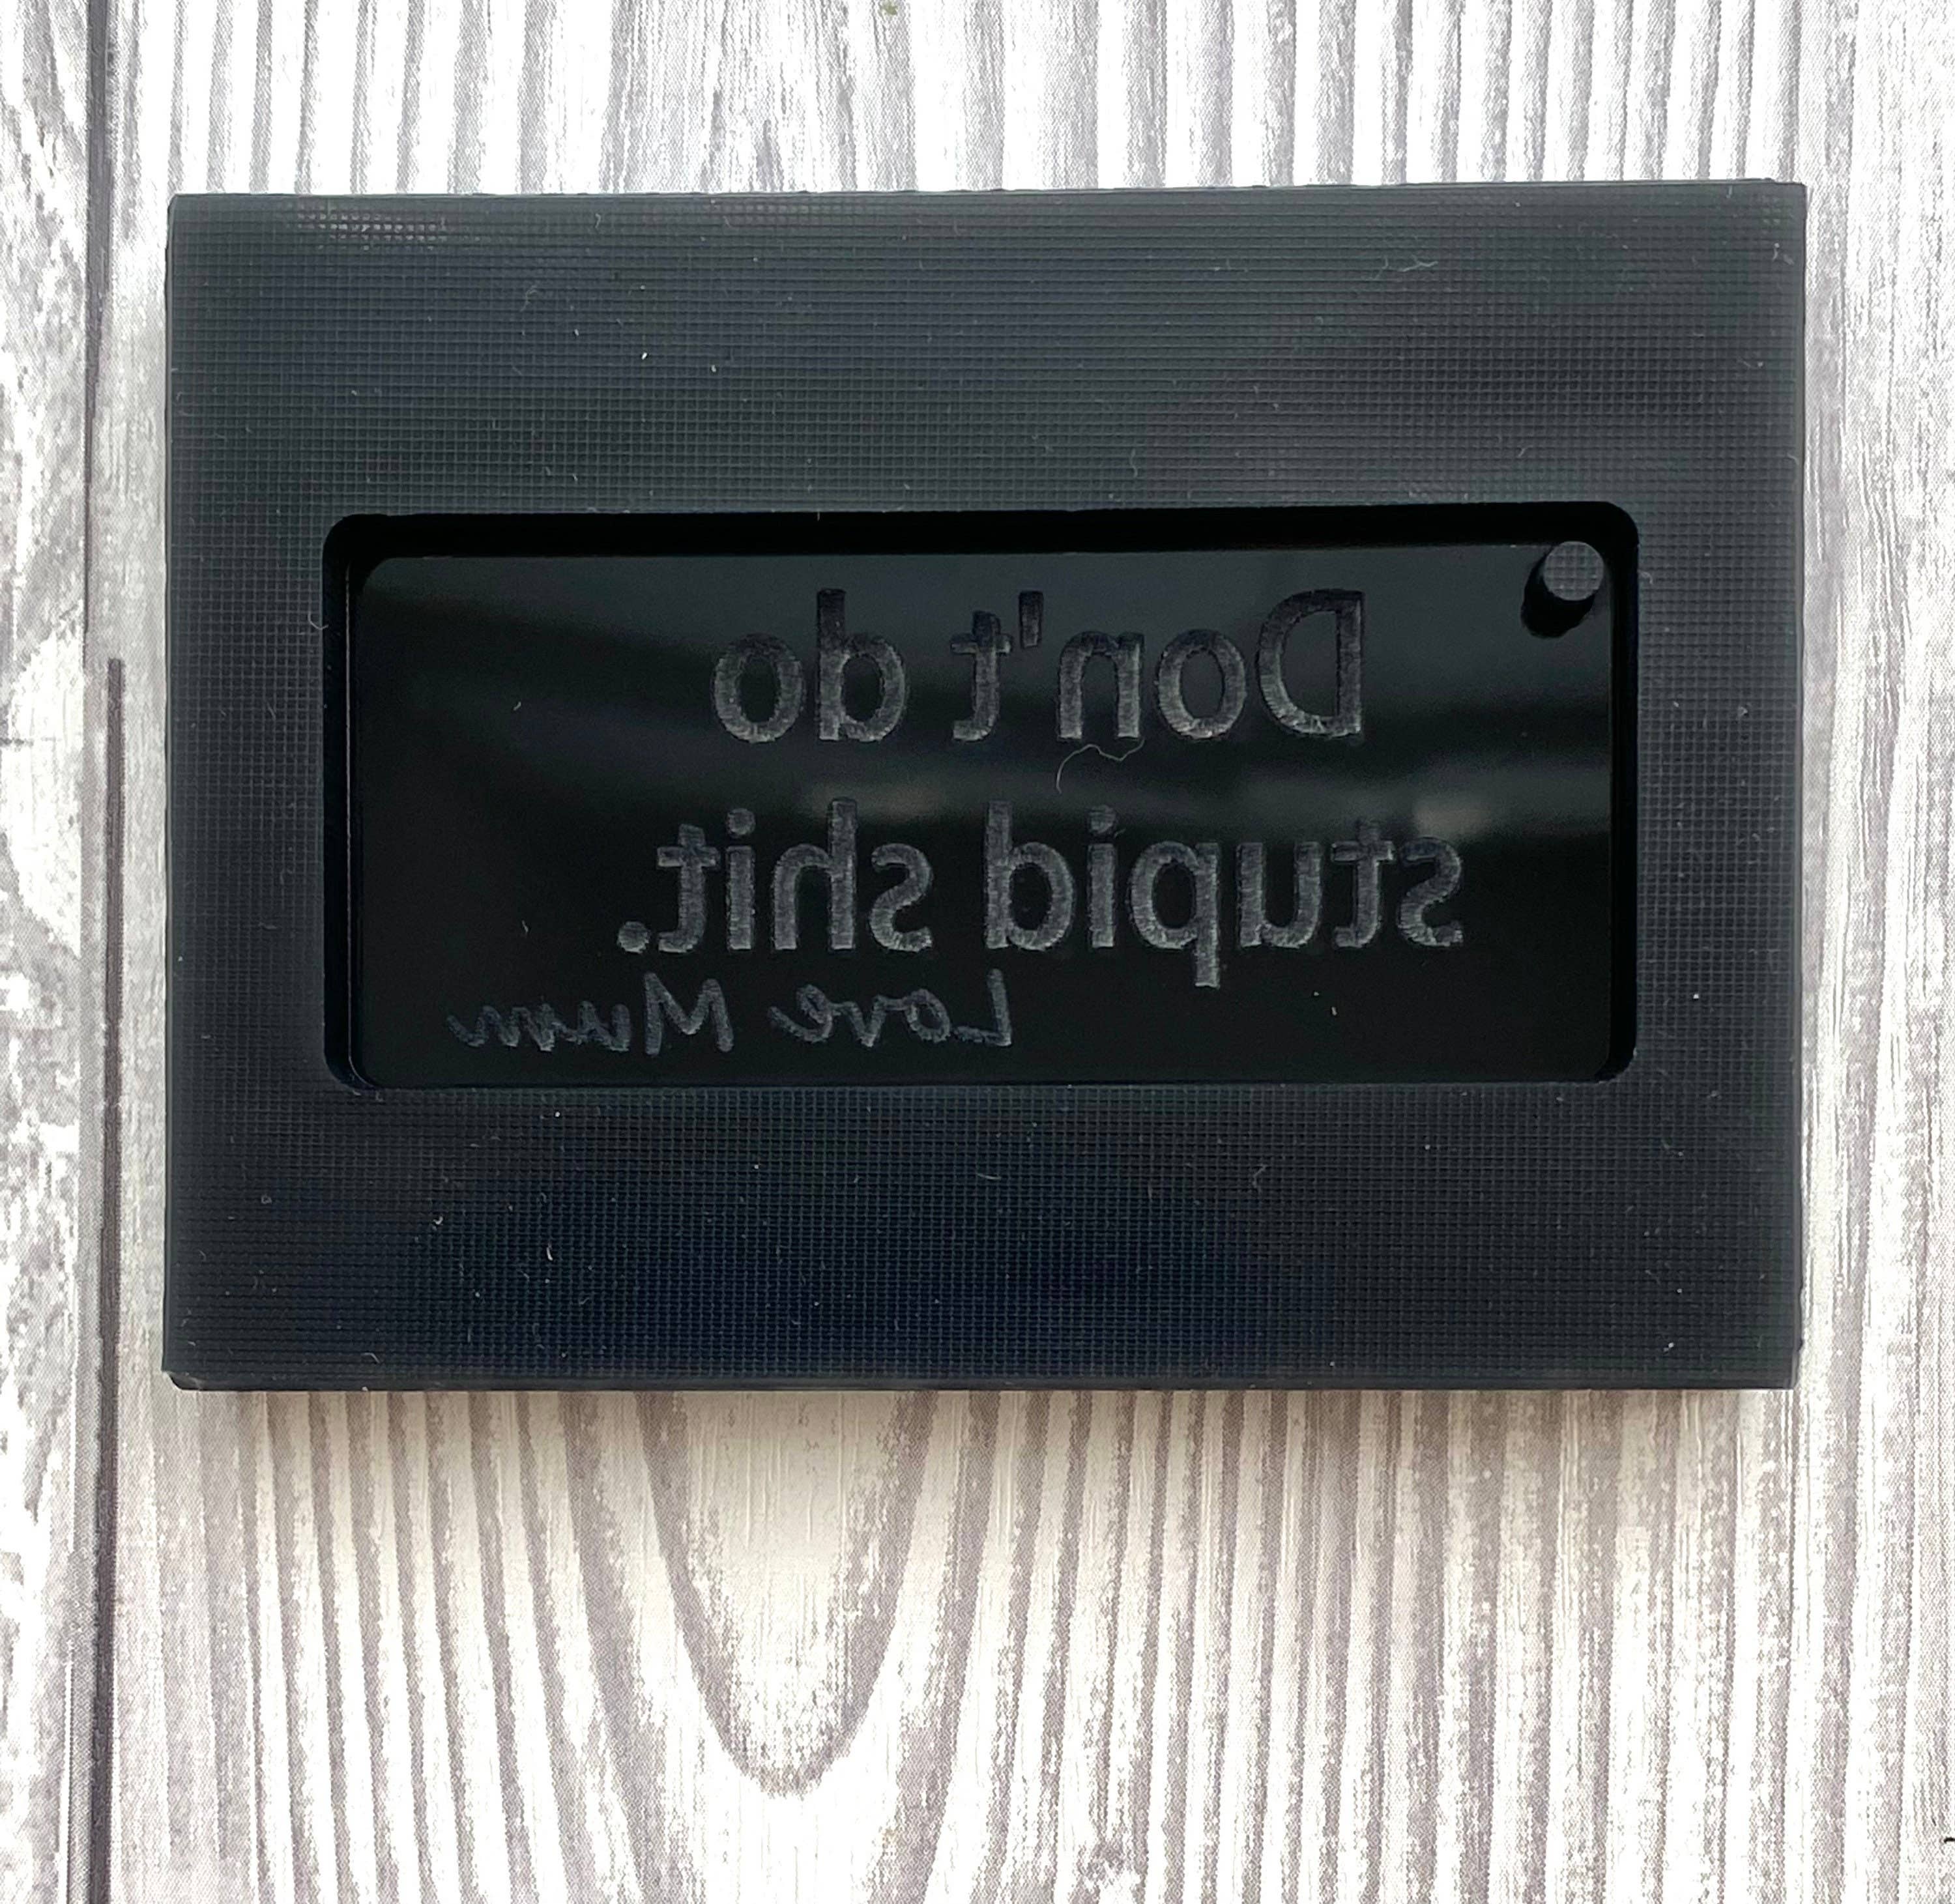 Don't do
stupid shit.
Love Mum